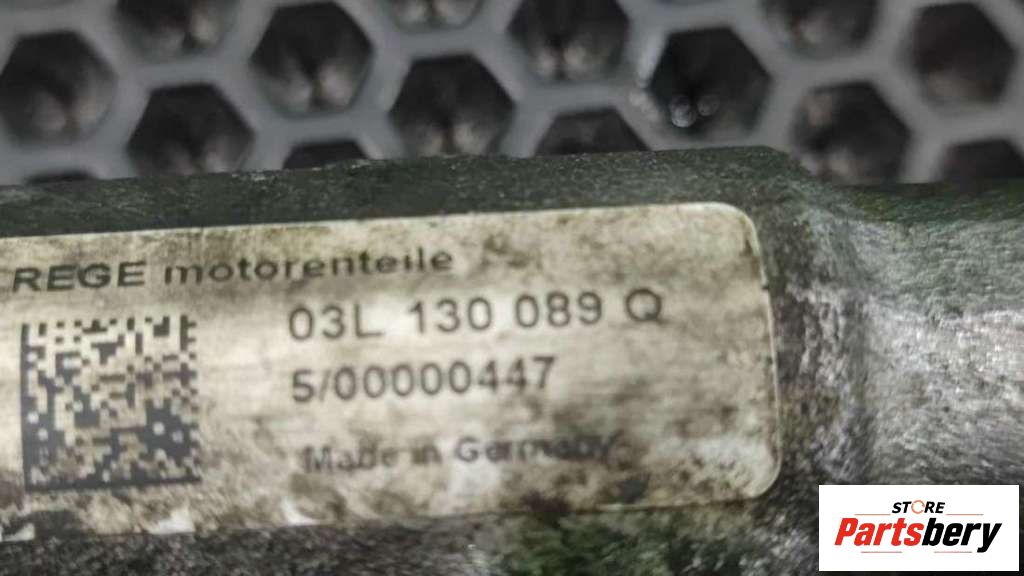 REGE motorenteile
03L 130 089 Q
5/00000447
Made in Germany
STORE
Partsbery